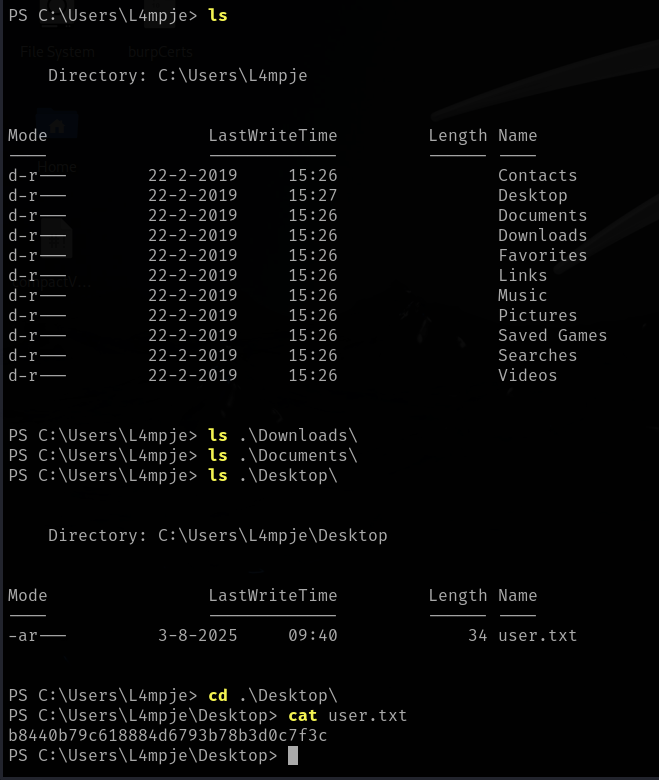 PS C:\Users\L4mpje> ls
File System burpCerts
Directory: C:\Users\L4mpje
Mode LastWriteTime Length Name
---- ------------- ------ ----
Home
d-r--- 22-2-2019 15:26 Contacts
d-r--- 22-2-2019 15:27 Desktop
d-r--- 22-2-2019 15:26 Documents
d-r--- 22-2-2019 15:26 Downloads
d-r--- 22-2-2019 15:26 Favorites
d-r--- 22-2-2019 15:26 Links
d-r--- 22-2-2019 15:26 Music
d-r--- 22-2-2019 15:26 Pictures
d-r--- 22-2-2019 15:26 Saved Games
d-r--- 22-2-2019 15:26 Searches
d-r--- 22-2-2019 15:26 Videos
PS C:\Users\L4mpje> ls .\Downloads\
PS C:\Users\L4mpje> ls .\Documents\
PS C:\Users\L4mpje> ls .\Desktop\
Directory: C:\Users\L4mpje\Desktop
Mode LastWriteTime Length Name
---- ------------- ------ ----
-ar--- 3-8-2025 09:40 34 user.txt
PS C:\Users\L4mpje> cd .\Desktop\
PS C:\Users\L4mpje\Desktop> cat user.txt
b8440b79c618884d6793b78b3d0c7f3c
PS C:\Users\L4mpje\Desktop>